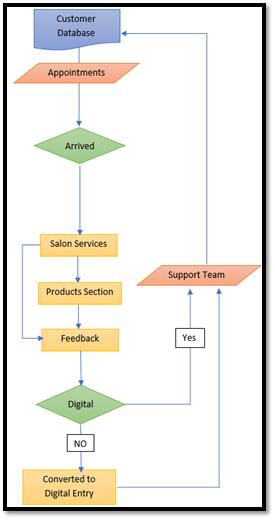 Customer
Database
Appointments
Arrived
Salon Services
Support Team
Products Section
Feedback
Yes
Digital
NO
Converted to
Digital Entry